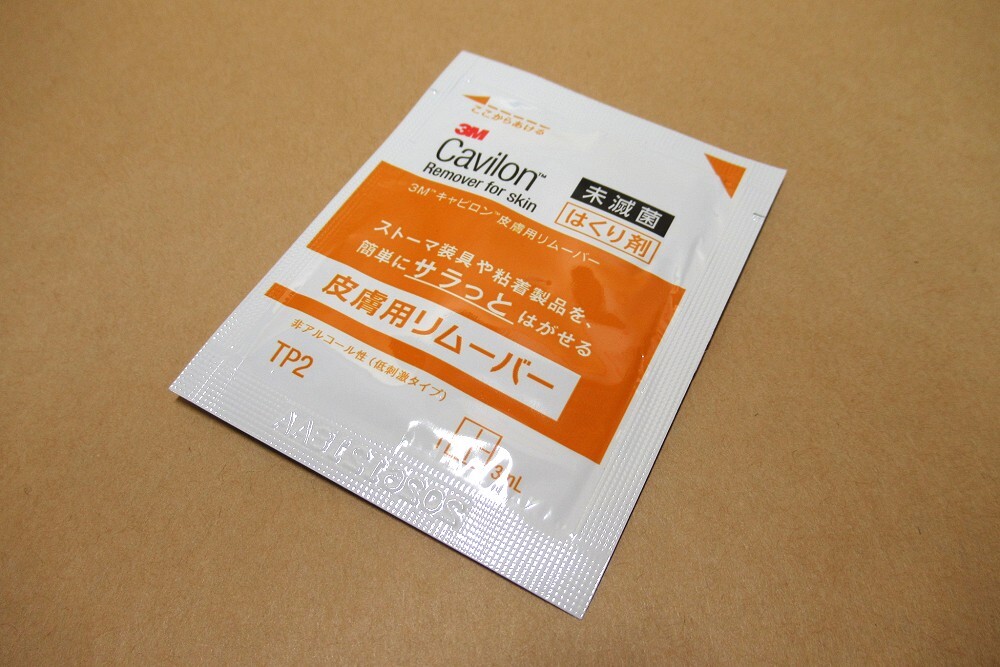 ここからあける
3M
Cavilon™
Remover for skin
未滅菌
はくり剤
3M™キャビロン™皮膚用リムーバー
ストーマ装具や粘着製品を、
簡単にサラっとはがせる
皮膚用リムーバー
非アルコール性(低刺激タイプ)
TP2
3mL